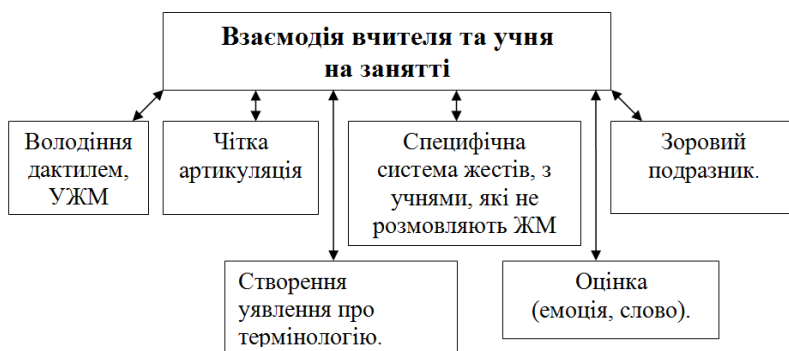 Взаємодія вчителя та учня
на занятті
Володіння
дактилем,
УЖМ
Чітка
артикуляція
Специфічна
система жестів, з
учнями, які не
розмовляють ЖМ
Зоровий
подразник.
Створення
уявлення про
термінологію.
Оцінка
(емоція, слово).